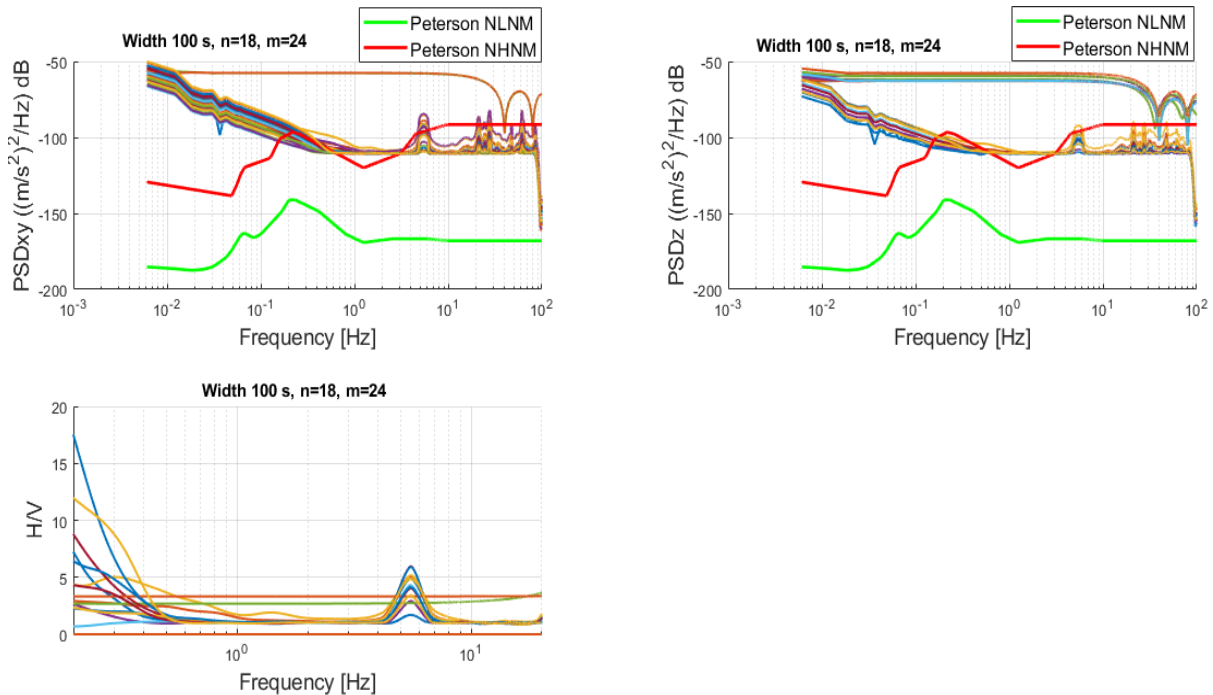 Width 100 s, n=18, m=24
Peterson NLNM
Peterson NHNM
PSDxy ((m/s²)²/Hz) dB
-50
-100
-150
-200
10⁻³ 10⁻² 10⁻¹ 10⁰ 10¹ 10²
Frequency [Hz]
Width 100 s, n=18, m=24
Peterson NLNM
Peterson NHNM
PSDz ((m/s²)²/Hz) dB
-50
-100
-150
-200
10⁻³ 10⁻² 10⁻¹ 10⁰ 10¹ 10²
Frequency [Hz]
Width 100 s, n=18, m=24
H/V
20
15
10
5
0
10⁰ 10¹
Frequency [Hz]